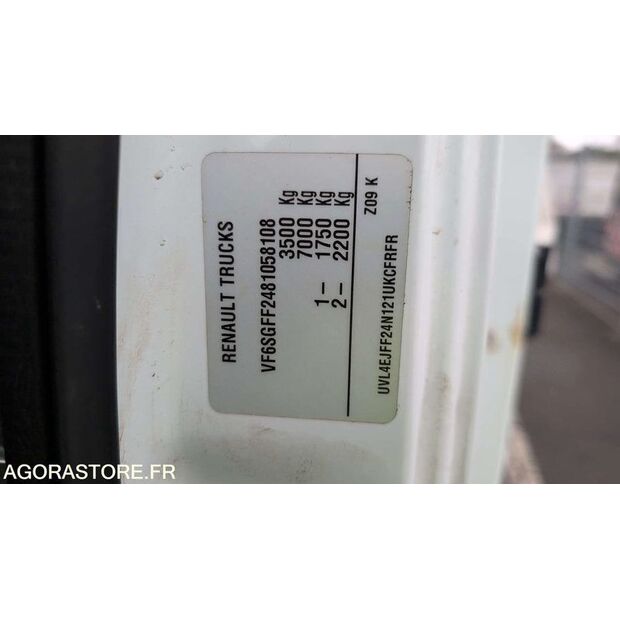 RENAULT TRUCKS
VF6SGFF2481058108
3500 Kg
7000 Kg
1 – 1750 Kg
2 – 2200 Kg
Z09 K
UVL4EJFF24N121UKCFRFR
AGORASTORE.FR